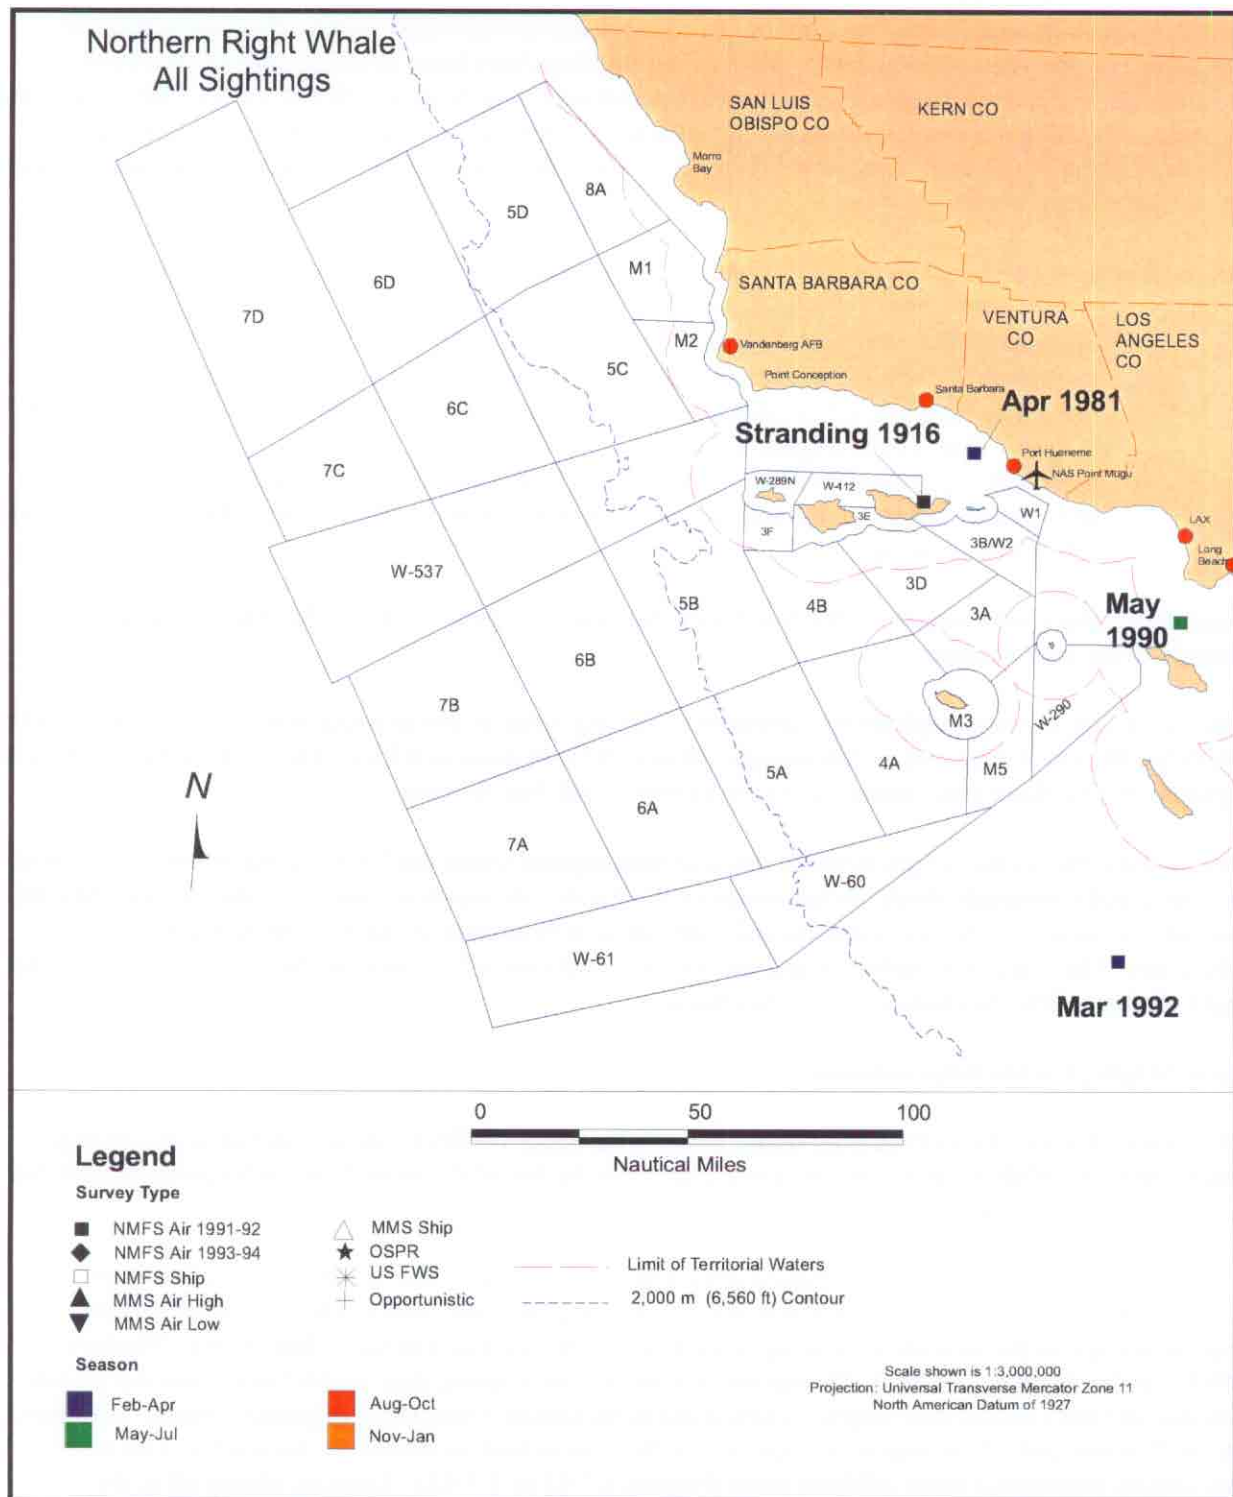 Northern Right Whale
All Sightings
SAN LUIS
OBISPO CO
KERN CO
Morro
Bay
8A
5D
M1
6D
7D
SANTA BARBARA CO
VENTURA
CO
LOS
ANGELES
CO
M2
Vandenberg AFB
5C
Point Conception
Santa Barbara
6C
Apr 1981
Stranding 1916
7C
Port Hueneme
NAS Point Mugu
W-289N
W-412
W1
3E
3F
LAX
3B/W2
Long
Beach
W-537
3D
5B
4B
3A
May
1990
6B
7B
M3
W-290
N
5A
4A
M5
6A
7A
W-60
W-61
Mar 1992
0
50
100
Nautical Miles
Legend
Survey Type
NMFS Air 1991-92
NMFS Air 1993-94
NMFS Ship
MMS Air High
MMS Air Low
MMS Ship
OSPR
US FWS
Opportunistic
Limit of Territorial Waters
2,000 m (6,560 ft) Contour
Season
Feb-Apr
May-Jul
Aug-Oct
Nov-Jan
Scale shown is 1:3,000,000
Projection: Universal Transverse Mercator Zone 11
North American Datum of 1927